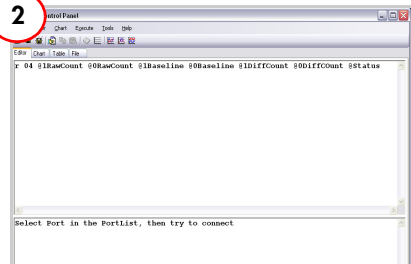 2
ntrol Panel
Chart Execute Tools Help
Editor Chart Table File
r 04 @1RawCount @0RawCount @1Baseline @0Baseline @1DiffCount @0DiffCOunt @Status
Select Port in the PortList, then try to connect